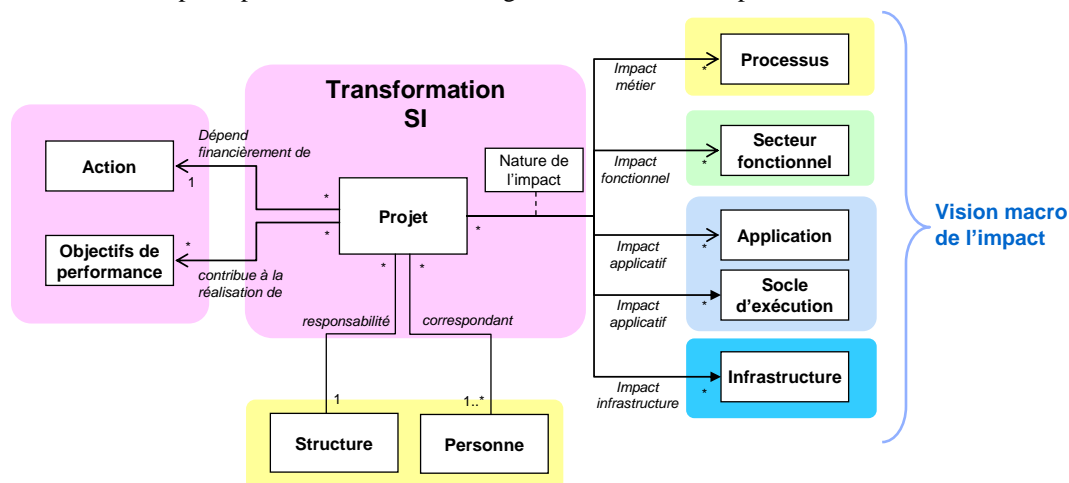 Transformation
SI
Dépend
financièrement de
Action
1
*
Projet
*
*
Objectifs de
performance
*
contribue à la
réalisation de
*
*
responsabilité
correspondant
1
1..*
Structure
Personne
Nature de
l'impact
Impact
métier
*
Processus
Impact
fonctionnel
*
Secteur
fonctionnel
Impact
applicatif
*
Application
Impact
applicatif
*
Socle
d'exécution
Impact
infrastructure
*
Infrastructure
Vision macro
de l'impact